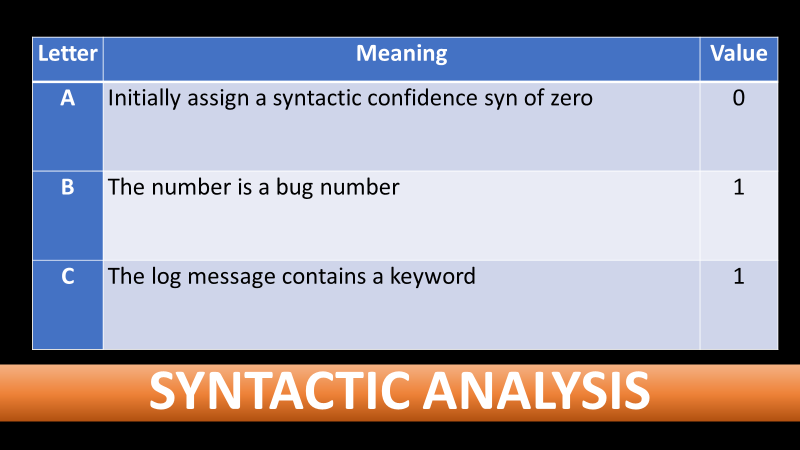 Letter Meaning Value
A Initially assign a syntactic confidence syn of zero 0
B The number is a bug number 1
C The log message contains a keyword 1
SYNTACTIC ANALYSIS